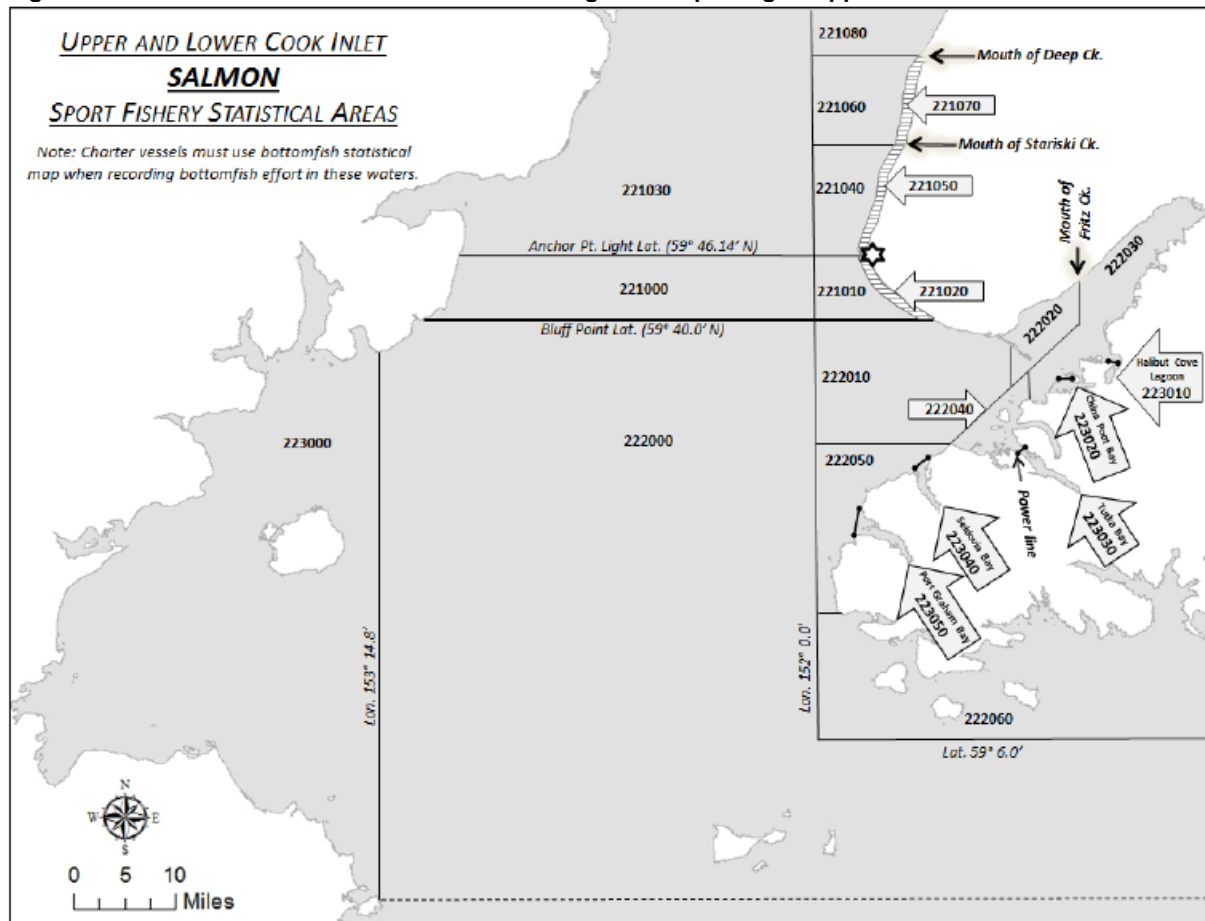 UPPER AND LOWER COOK INLET
SALMON
SPORT FISHERY STATISTICAL AREAS
Note: Charter vessels must use bottomfish statistical
map when recording bottomfish effort in these waters.
221080
Mouth of Deep Ck.
221060
221070
Mouth of Stariski Ck.
221030
221040
221050
Mouth of
Fritz Ck.
222030
Anchor Pt. Light Lat. (59° 46.14' N)
221000
221010
221020
Bluff Point Lat. (59° 40.0' N)
222020
Halibut Cove
Lagoon
223010
222010
222040
China Poot Bay
223020
223000
222000
222050
Power line
Tutka Bay
223030
Seldovia Bay
223040
Port Graham Bay
223050
Lon. 153° 14.8'
Lon. 152° 0.0'
222060
Lat. 59° 6.0'
N
W
E
S
0 5 10
Miles